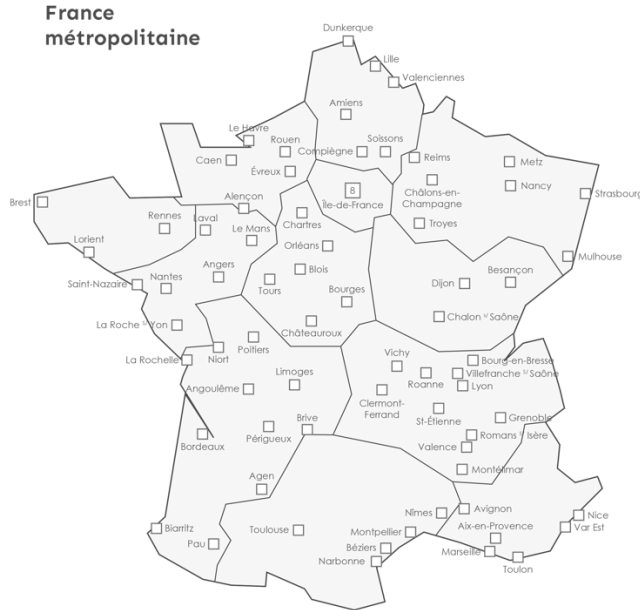 France
métropolitaine
Dunkerque
Lille
Valenciennes
Amiens
Le Havre
Rouen
Compiègne
Soissons
Reims
Metz
Caen
Évreux
8
Île-de-France
Châlons-en-
Champagne
Nancy
Strasbourg
Brest
Alençon
Chartres
Troyes
Rennes
Laval
Le Mans
Orléans
Lorient
Mulhouse
Saint-Nazaire
Nantes
Angers
Tours
Blois
Bourges
Dijon
Besançon
La Roche s/ Yon
Châteauroux
Chalon s/ Saône
La Rochelle
Niort
Poitiers
Vichy
Bourg-en-Bresse
Villefranche s/ Saône
Roanne
Lyon
Limoges
Angoulême
Clermont-
Ferrand
St-Étienne
Grenoble
Brive
Bordeaux
Périgueux
Romans s/ Isère
Valence
Montélimar
Agen
Nîmes
Avignon
Nice
Var Est
Biarritz
Pau
Toulouse
Montpellier
Aix-en-Provence
Béziers
Marseille
Narbonne
Toulon